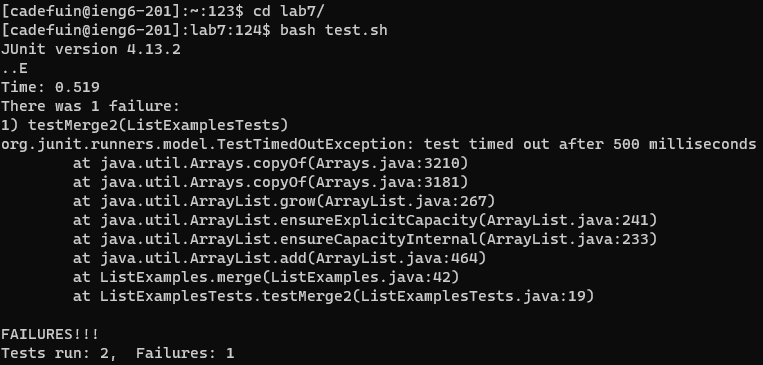 [cadefuin@ieng6-201]:~:123$ cd lab7/
[cadefuin@ieng6-201]:lab7:124$ bash test.sh
JUnit version 4.13.2
..E
Time: 0.519
There was 1 failure:
1) testMerge2(ListExamplesTests)
org.junit.runners.model.TestTimedOutException: test timed out after 500 milliseconds
        at java.util.Arrays.copyOf(Arrays.java:3210)
        at java.util.Arrays.copyOf(Arrays.java:3181)
        at java.util.ArrayList.grow(ArrayList.java:267)
        at java.util.ArrayList.ensureExplicitCapacity(ArrayList.java:241)
        at java.util.ArrayList.ensureCapacityInternal(ArrayList.java:233)
        at java.util.ArrayList.add(ArrayList.java:464)
        at ListExamples.merge(ListExamples.java:42)
        at ListExamplesTests.testMerge2(ListExamplesTests.java:19)

FAILURES!!!
Tests run: 2,  Failures: 1